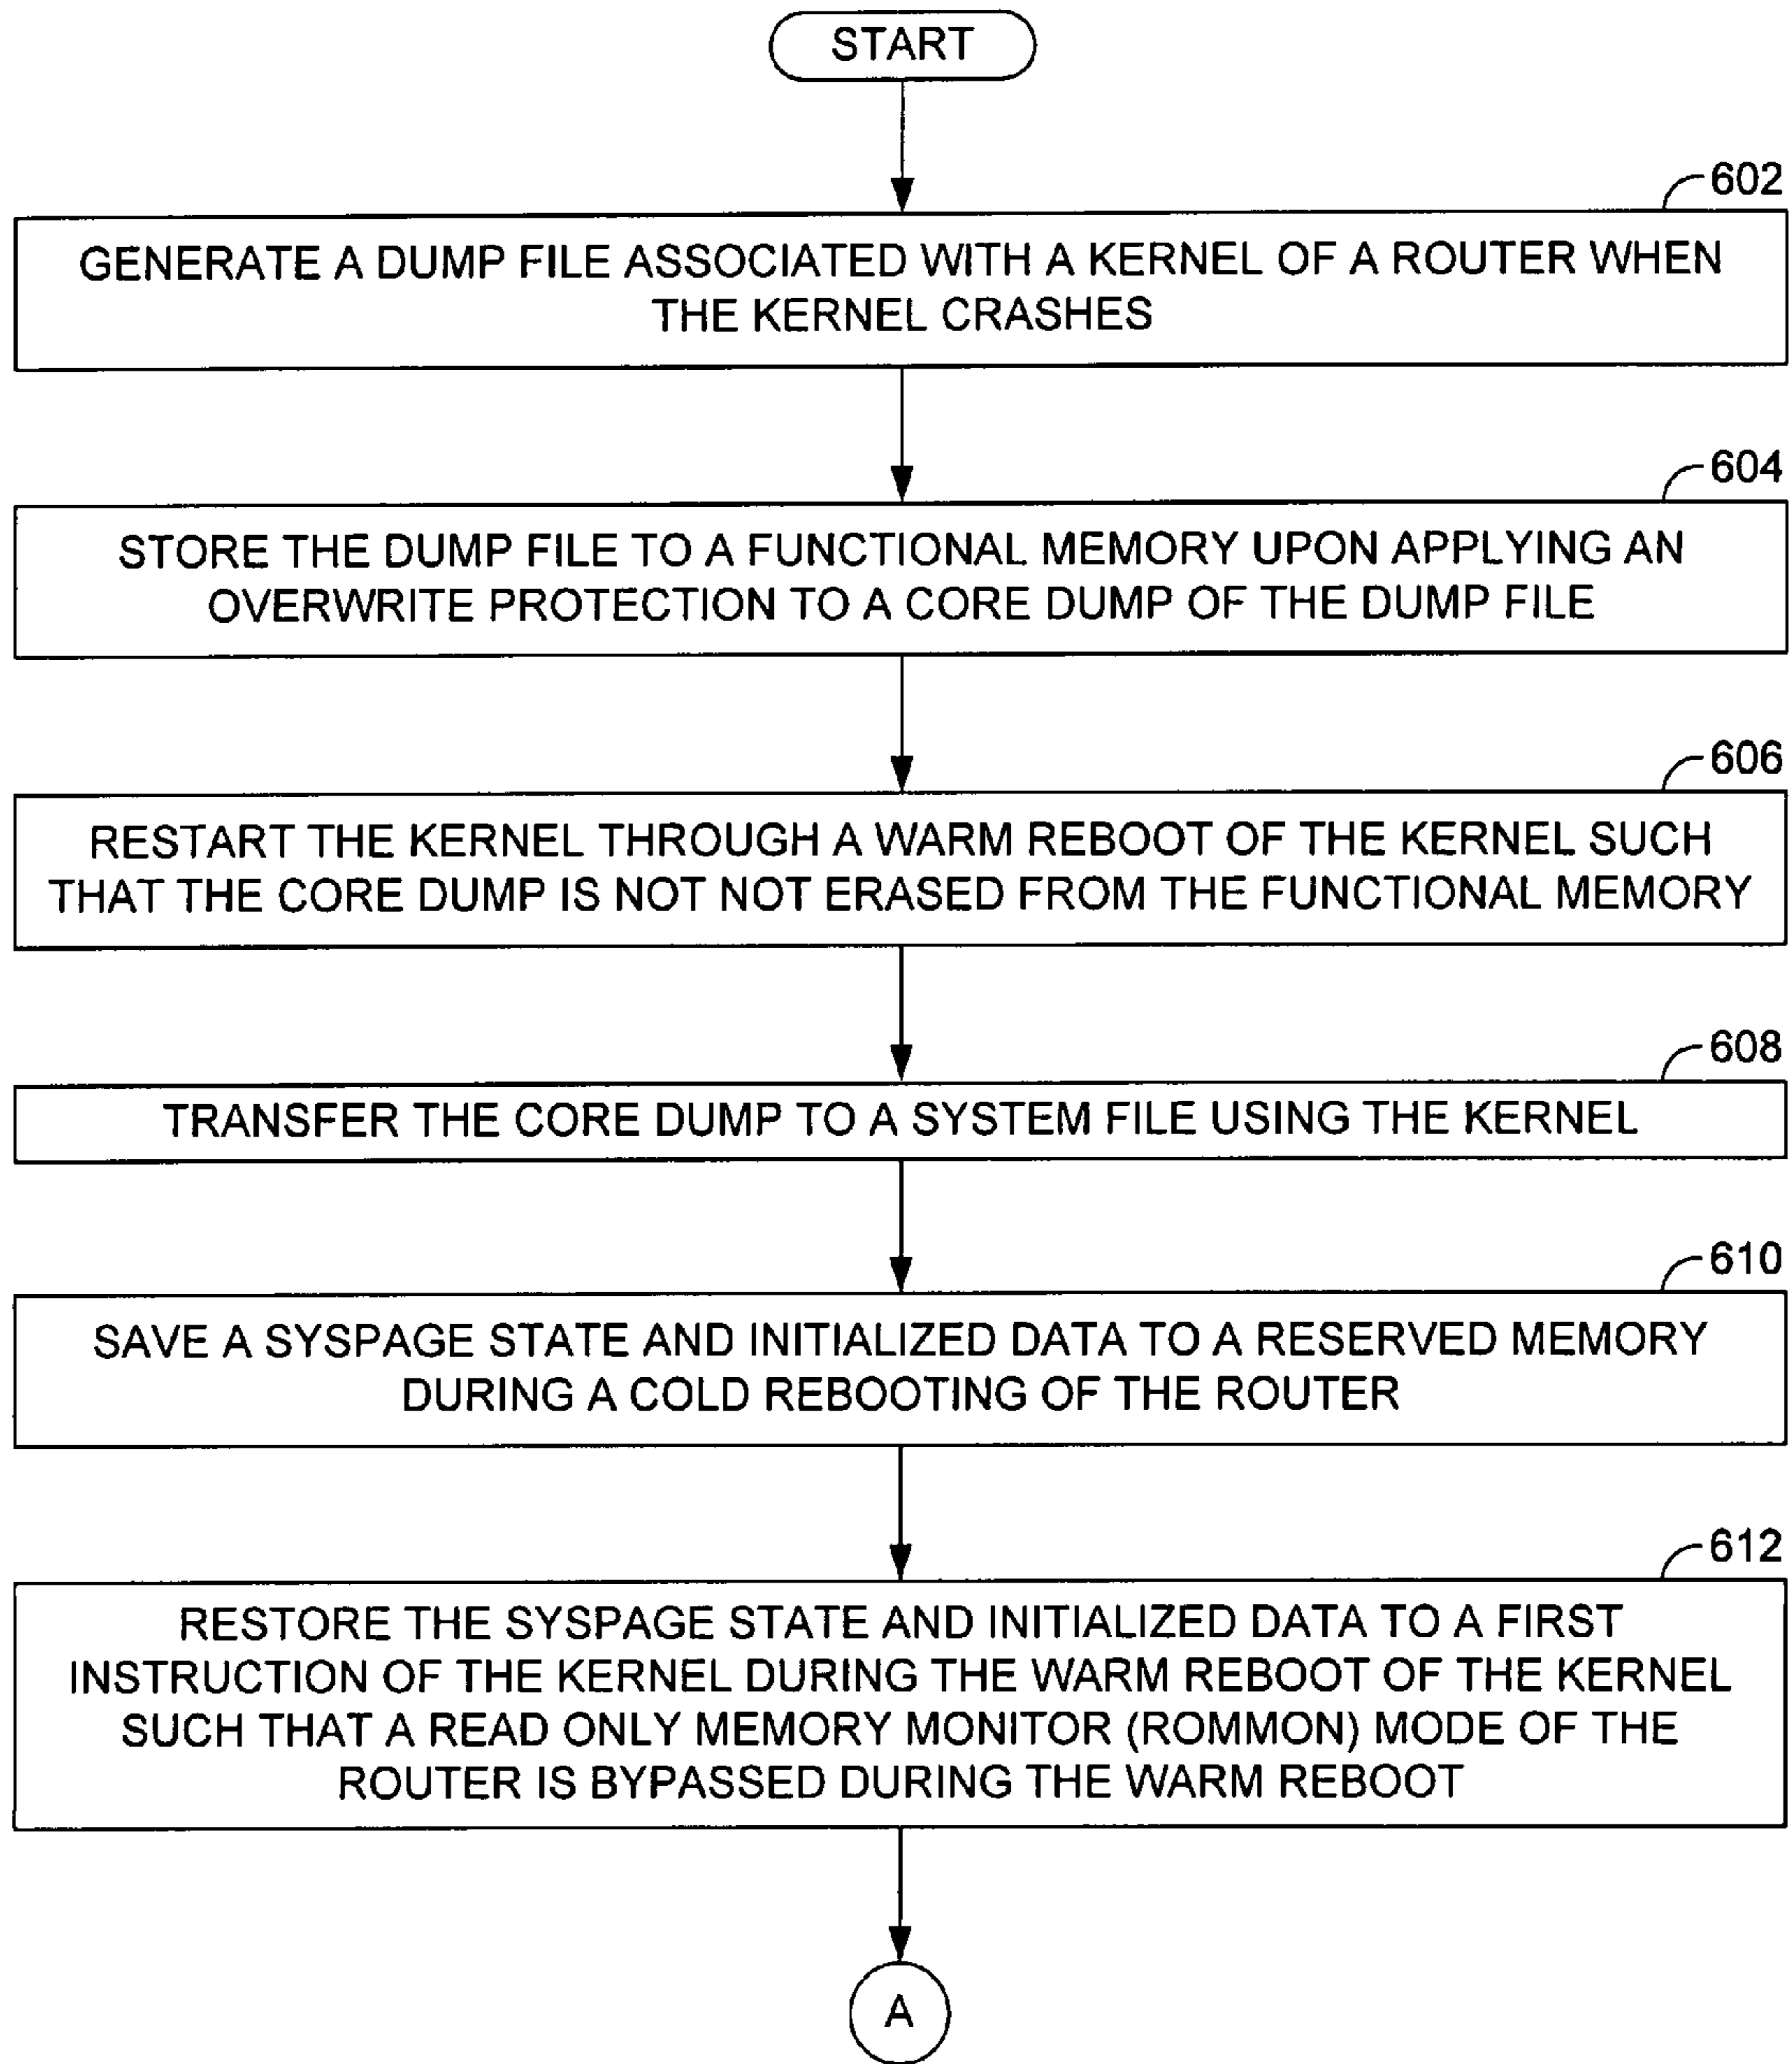 START
602
GENERATE A DUMP FILE ASSOCIATED WITH A KERNEL OF A ROUTER WHEN
THE KERNEL CRASHES
604
STORE THE DUMP FILE TO A FUNCTIONAL MEMORY UPON APPLYING AN
OVERWRITE PROTECTION TO A CORE DUMP OF THE DUMP FILE
606
RESTART THE KERNEL THROUGH A WARM REBOOT OF THE KERNEL SUCH
THAT THE CORE DUMP IS NOT NOT ERASED FROM THE FUNCTIONAL MEMORY
608
TRANSFER THE CORE DUMP TO A SYSTEM FILE USING THE KERNEL
610
SAVE A SYSPAGE STATE AND INITIALIZED DATA TO A RESERVED MEMORY
DURING A COLD REBOOTING OF THE ROUTER
612
RESTORE THE SYSPAGE STATE AND INITIALIZED DATA TO A FIRST
INSTRUCTION OF THE KERNEL DURING THE WARM REBOOT OF THE KERNEL
SUCH THAT A READ ONLY MEMORY MONITOR (ROMMON) MODE OF THE
ROUTER IS BYPASSED DURING THE WARM REBOOT
A